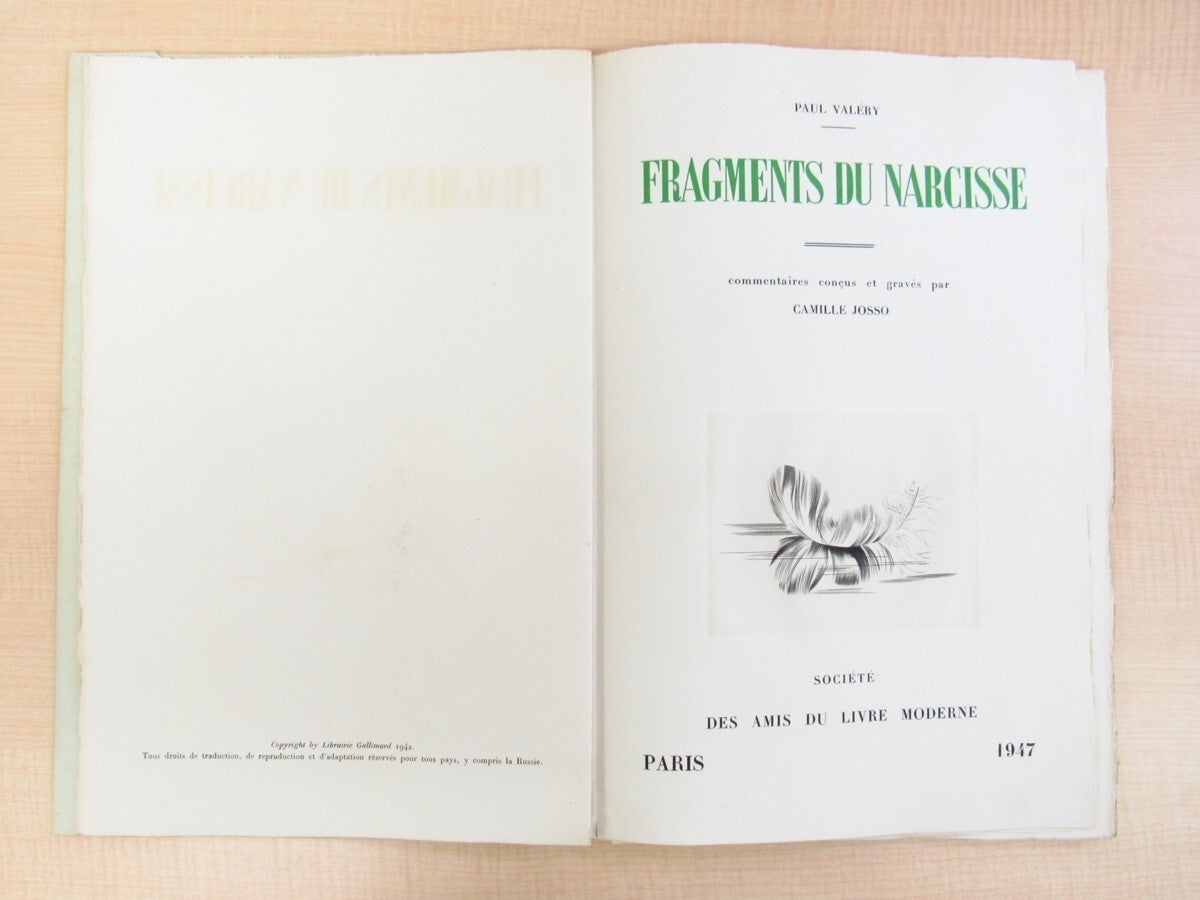 Copyright by Librairie Gallimard 1942.
Tous droits de traduction, de reproduction et d'adaptation réservés pour tous pays, y compris la Russie.
PAUL VALÉRY
FRAGMENTS DU NARCISSE
commentaires conçus et gravés par
CAMILLE JOSSO
SOCIÉTÉ
DES AMIS DU LIVRE MODERNE
PARIS 1947